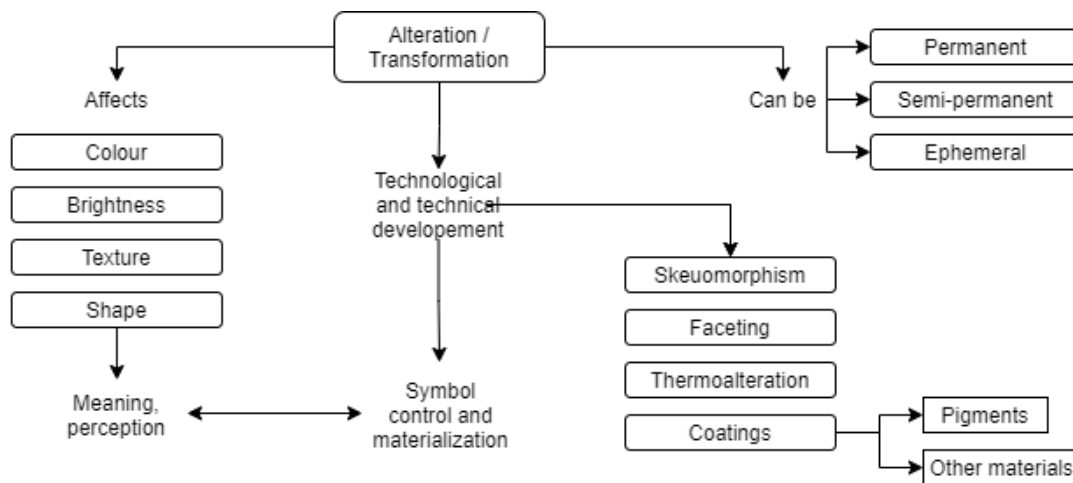 Alteration /
Transformation
Affects
Colour
Brightness
Texture
Shape
Meaning,
perception
Technological
and technical
developement
Symbol
control and
materialization
Can be
Permanent
Semi-permanent
Ephemeral
Skeuomorphism
Faceting
Thermoalteration
Coatings
Pigments
Other materials